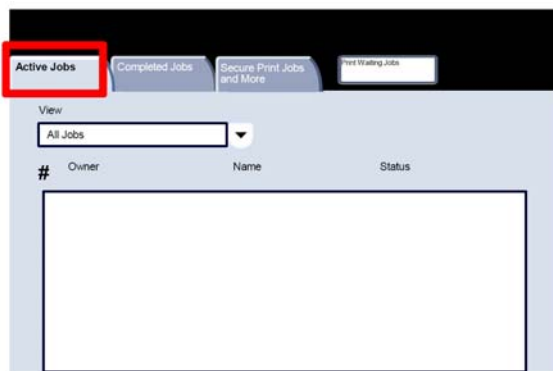 Active Jobs
Completed Jobs
Secure Print Jobs
and More
Print Waiting Jobs
View
All Jobs
# Owner Name Status